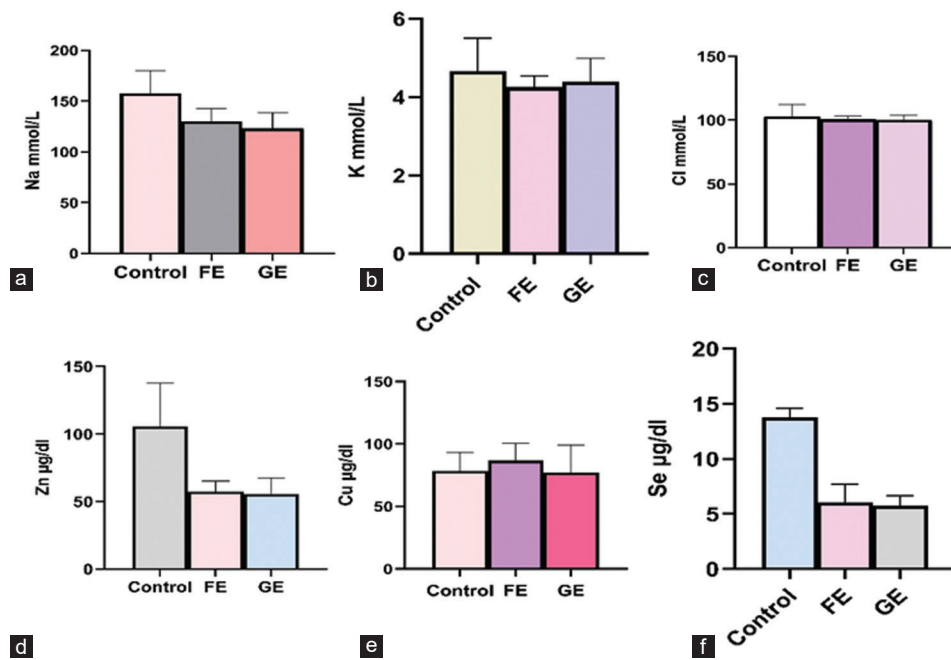 200
150
100
50
0
Na mmol/L
Control FE GE
a
6
4
2
0
K mmol/L
Control FE GE
b
150
100
50
0
Cl mmol/L
Control FE GE
c
150
100
50
0
Zn µg/dl
Control FE GE
d
150
100
50
0
Cu µg/dl
Control FE GE
e
20
15
10
5
0
Se µg/dl
Control FE GE
f